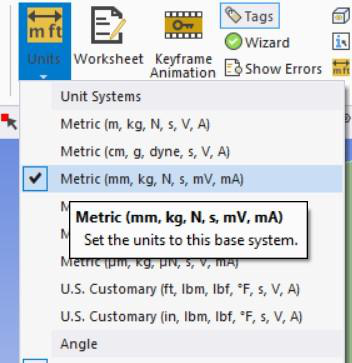 m ft
Units
Worksheet
Keyframe
Animation
Tags
Wizard
Show Errors
Unit Systems
Metric (m, kg, N, s, V, A)
Metric (cm, g, dyne, s, V, A)
Metric (mm, kg, N, s, mV, mA)
Metric (mm, kg, N, s, mV, mA)
Set the units to this base system.
Metric (µm, kg, µN, s, V, mA)
U.S. Customary (ft, lbm, lbf, °F, s, V, A)
U.S. Customary (in, lbm, lbf, °F, s, V, A)
Angle